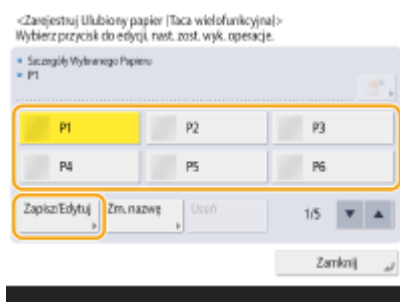 <Zarejestruj Ulubiony papier (Taca wielofunkcyjna)>
Wybierz przycisk do edycji, nast. zost. wyk. operacje.
Szczegóły Wybranego Papieru
P1
P1 P2 P3
P4 P5 P6
Zapisz/Edytuj Zm. nazwę Usuń 1/5
Zamknij